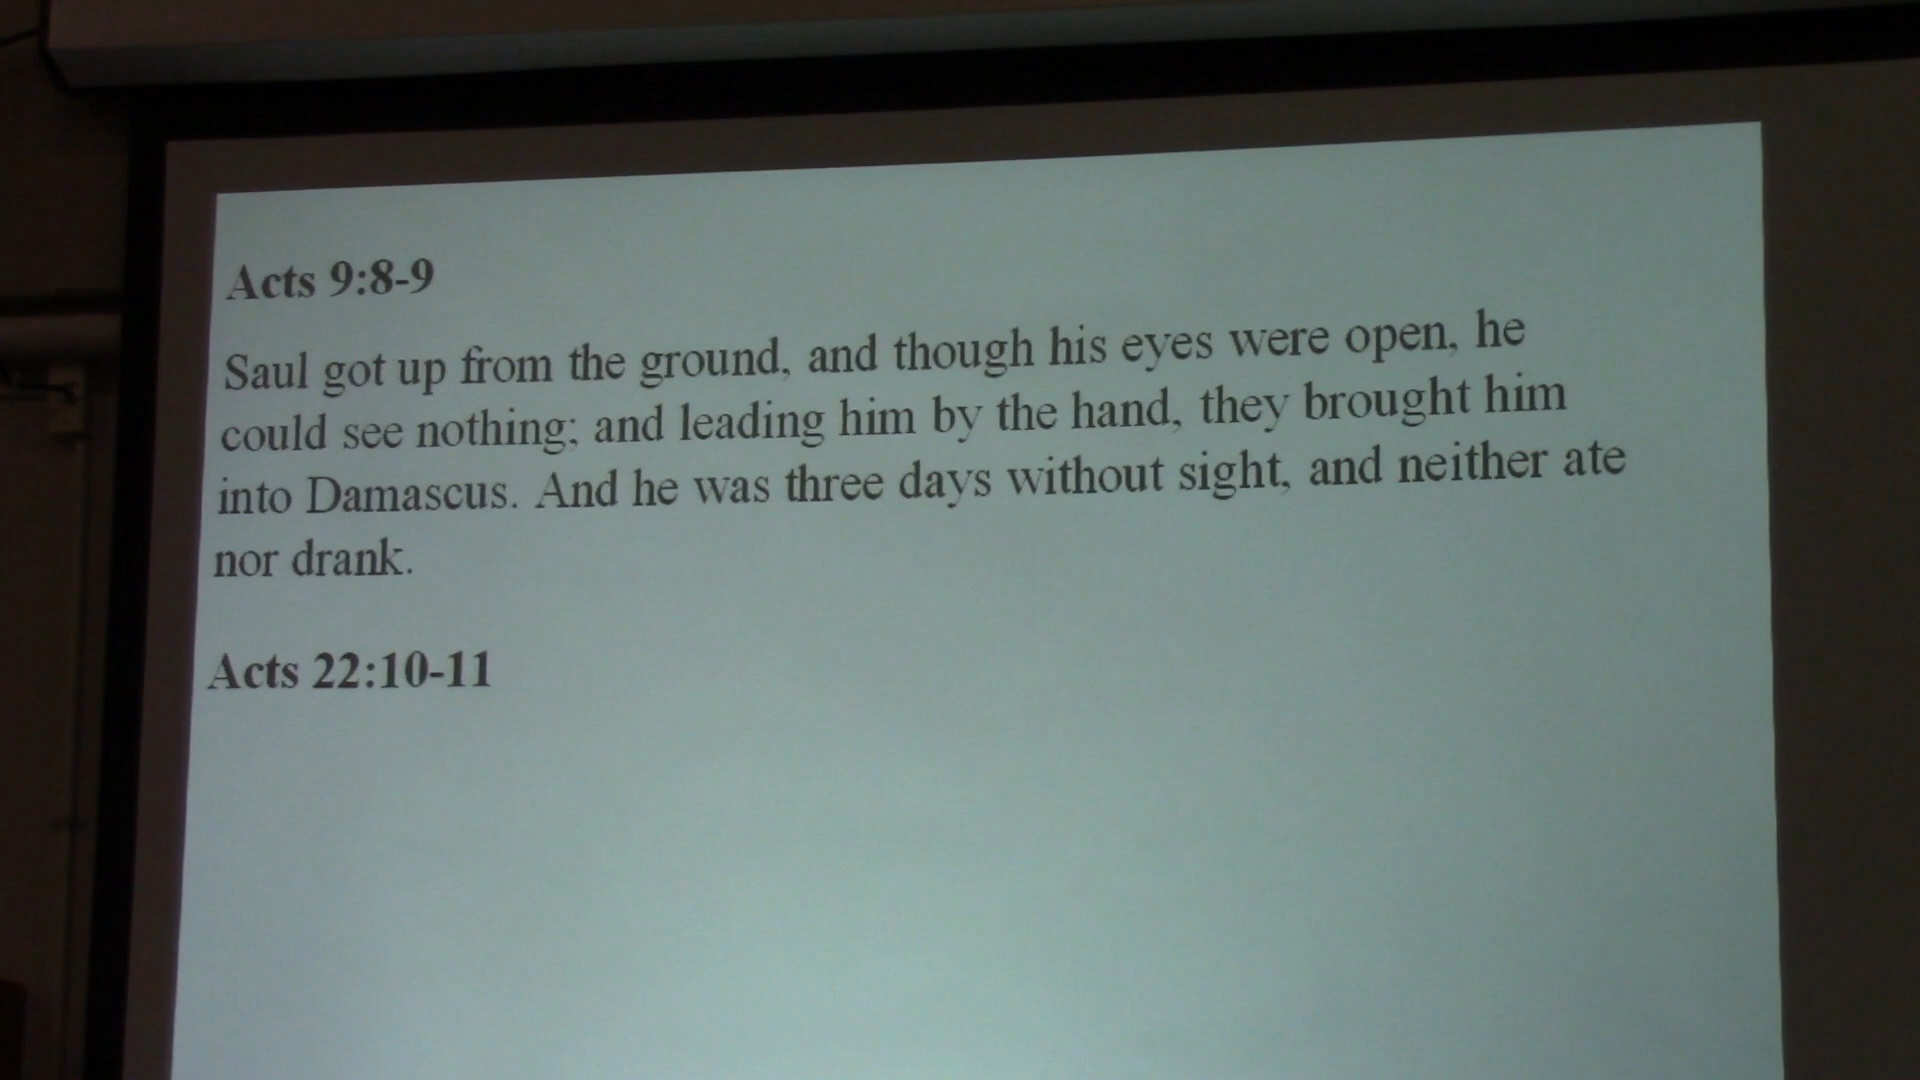 Acts 9:8-9
Saul got up from the ground, and though his eyes were open, he
could see nothing; and leading him by the hand, they brought him
into Damascus. And he was three days without sight, and neither ate
nor drank.
Acts 22:10-11